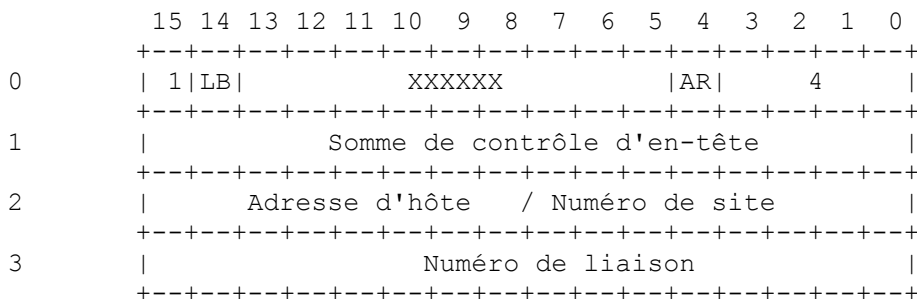 15 14 13 12 11 10 9 8 7 6 5 4 3 2 1 0
+--+--+--+--+--+--+--+--+--+--+--+--+--+--+--+--+
0 | 1|LB| XXXXXX |AR| 4 |
+--+--+--+--+--+--+--+--+--+--+--+--+--+--+--+--+
1 | Somme de contrôle d'en-tête |
+--+--+--+--+--+--+--+--+--+--+--+--+--+--+--+--+
2 | Adresse d'hôte / Numéro de site |
+--+--+--+--+--+--+--+--+--+--+--+--+--+--+--+--+
3 | Numéro de liaison |
+--+--+--+--+--+--+--+--+--+--+--+--+--+--+--+--+